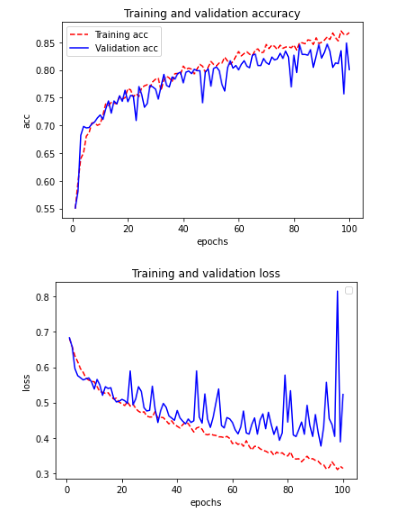 Training and validation accuracy
Training acc
Validation acc
0.85
0.80
0.75
0.70
0.65
0.60
0.55
acc
0 20 40 60 80 100
epochs
Training and validation loss
0.8
0.7
0.6
0.5
0.4
0.3
loss
0 20 40 60 80 100
epochs